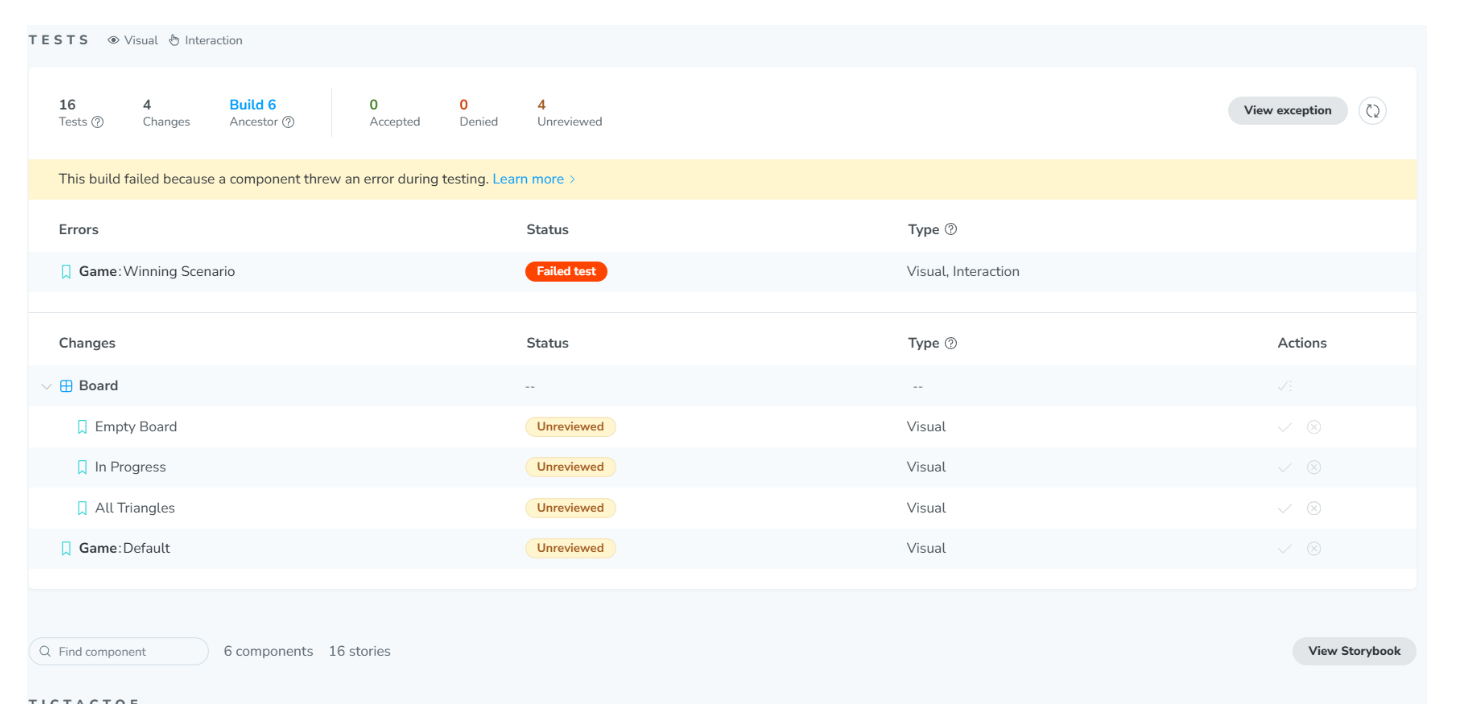 TESTS Visual Interaction
16 4 Build 6 0 0 4
Tests Changes Ancestor Accepted Denied Unreviewed
View exception
This build failed because a component threw an error during testing. Learn more >
Errors Status Type
Game: Winning Scenario Failed test Visual, Interaction
Changes Status Type Actions
Board -- --
Empty Board Unreviewed Visual
In Progress Unreviewed Visual
All Triangles Unreviewed Visual
Game: Default Unreviewed Visual
Find component 6 components 16 stories View Storybook
TICTACTOE